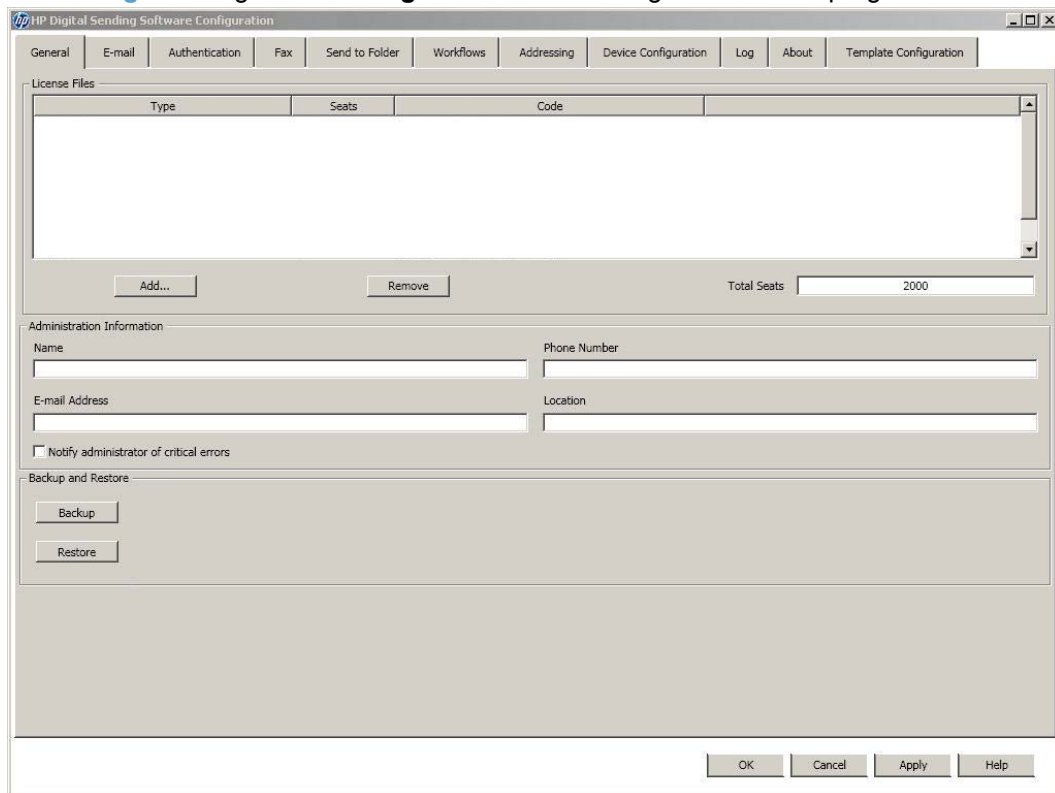 HP Digital Sending Software Configuration
General E-mail Authentication Fax Send to Folder Workflows Addressing Device Configuration Log About Template Configuration
License Files
Type Seats Code
Add... Remove Total Seats 2000
Administration Information
Name Phone Number
E-mail Address Location
Notify administrator of critical errors
Backup and Restore
Backup
Restore
OK Cancel Apply Help